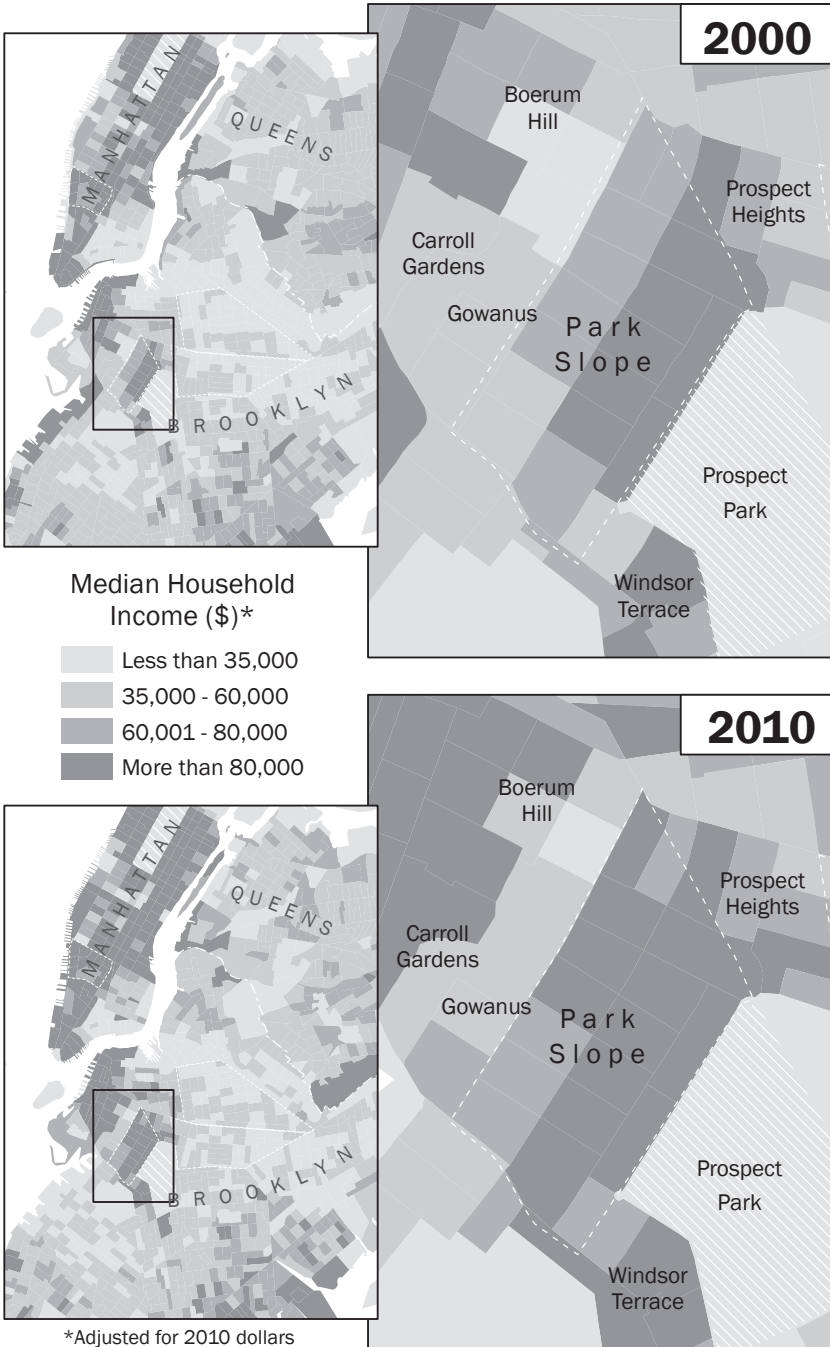 2000
MANHATTAN
QUEENS
BROOKLYN
Boerum
Hill
Prospect
Heights
Carroll
Gardens
Gowanus
Park
Slope
Prospect
Park
Windsor
Terrace
Median Household
Income ($)*
Less than 35,000
35,000 - 60,000
60,001 - 80,000
More than 80,000
2010
MANHATTAN
QUEENS
BROOKLYN
Boerum
Hill
Prospect
Heights
Carroll
Gardens
Gowanus
Park
Slope
Prospect
Park
Windsor
Terrace
*Adjusted for 2010 dollars